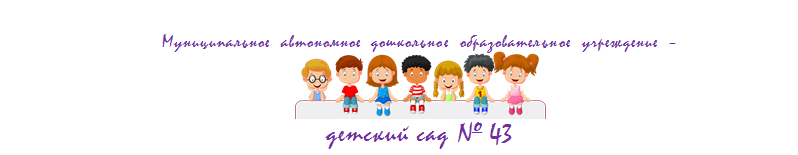 Муниципальное автономное дошкольное образовательное учреждение –
детский сад № 43